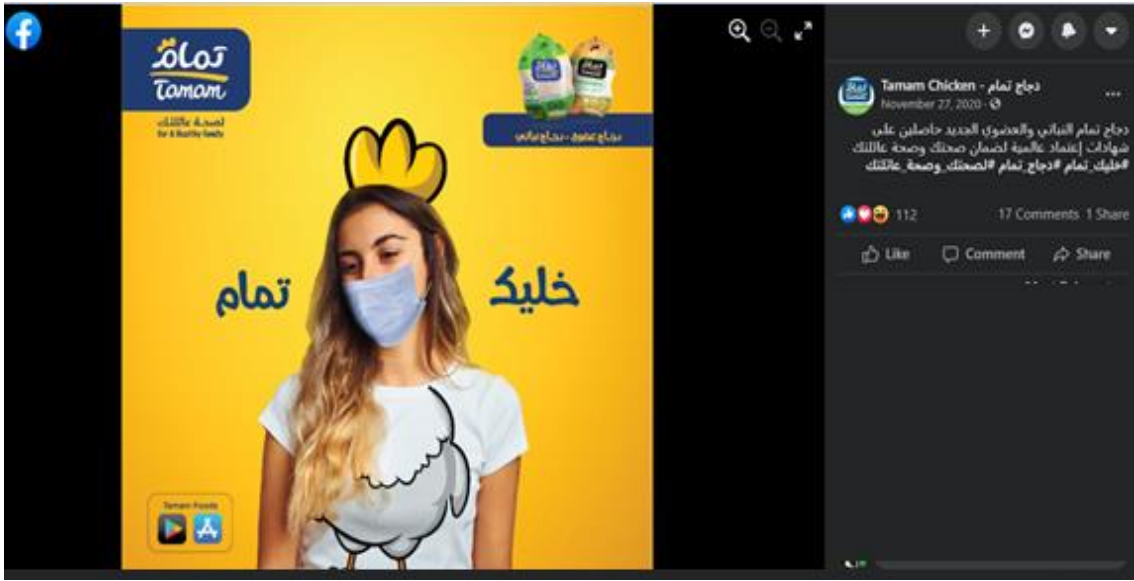 تمام
Tamam
لصحة عائلتك
for A Healthy Family
دجاج عضوي - دجاج نباتي
خليك تمام
Tamam Foods
Tamam Chicken - دجاج تمام
November 27, 2020
دجاج تمام النباتي والعضوي الجديد حاصلين على
شهادات إعتماد عالمية لضمان صحتك وصحة عائلتك
#خليك_تمام #دجاج_تمام #لصحتك_وصحة_عائلتك
112
17 Comments 1 Share
Like Comment Share